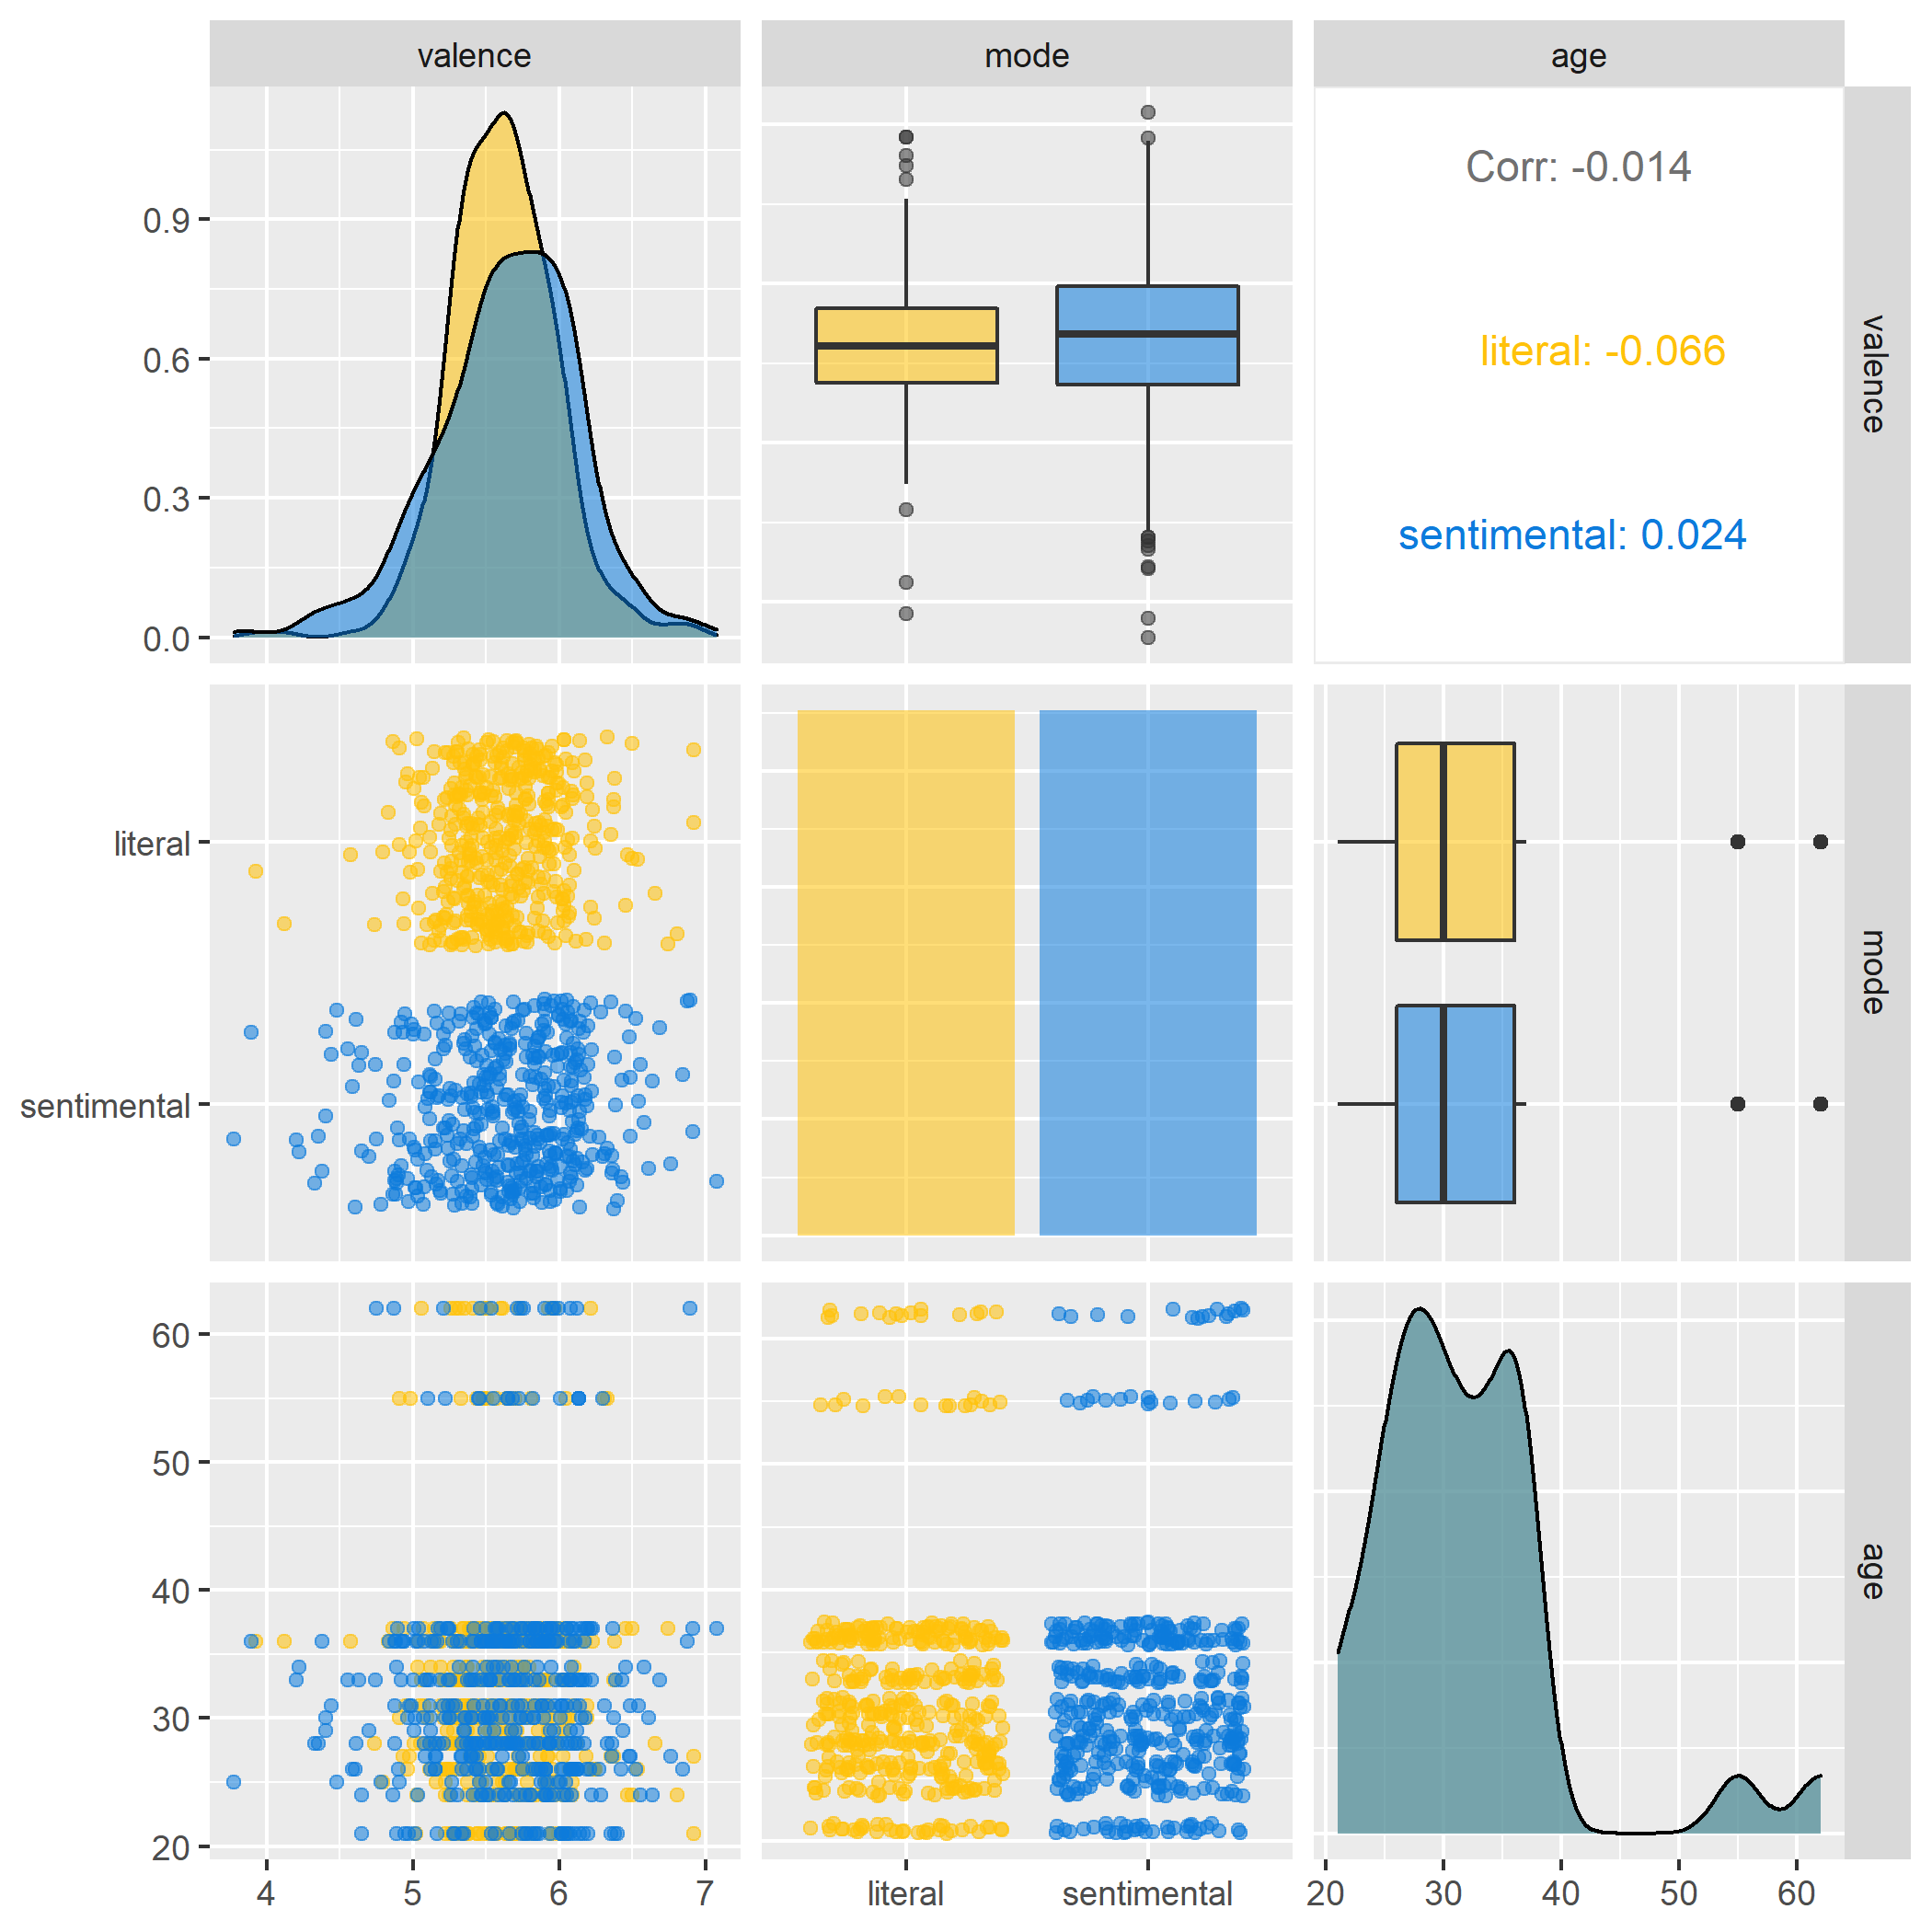 valence mode age
0.9
0.6
0.3
0.0
Corr: -0.014
literal: -0.066
sentimental: 0.024
valence
literal
sentimental
mode
60
50
40
30
20
age
4 5 6 7 literal sentimental 20 30 40 50 60